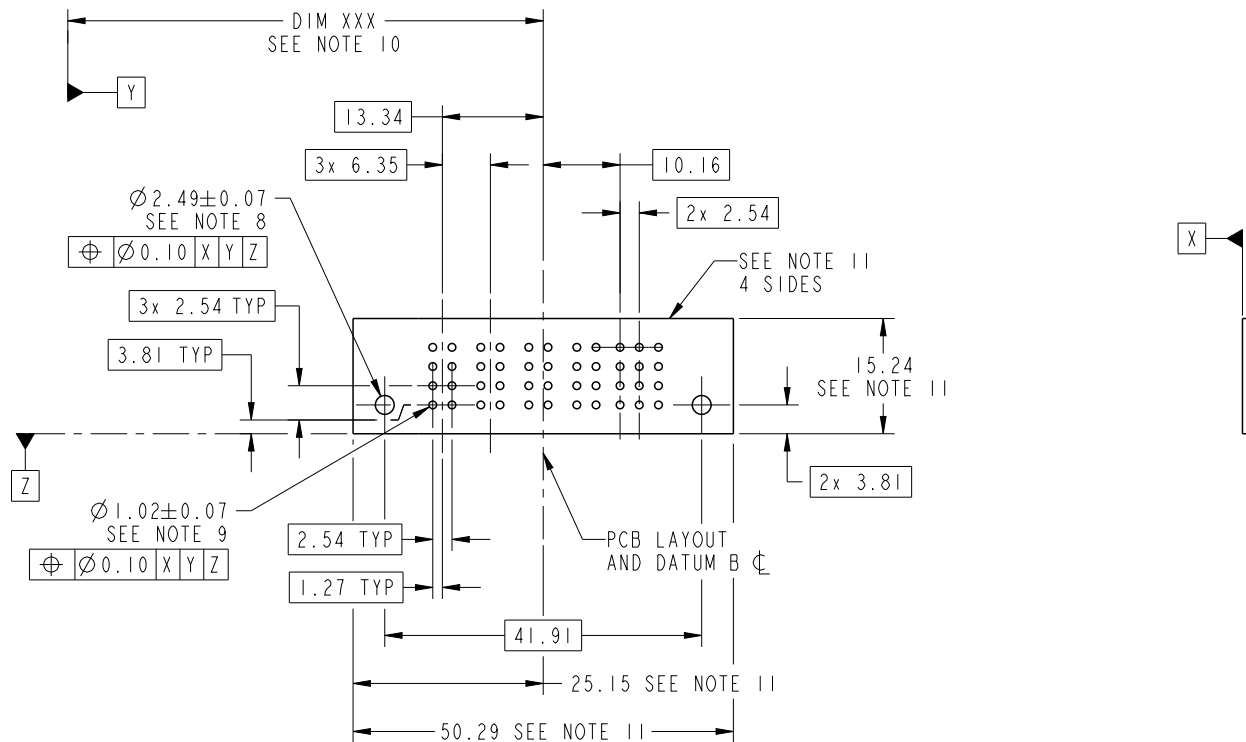 DIM XXX
SEE NOTE 10
Y
13.34
3x 6.35
10.16
Ø2.49±0.07
SEE NOTE 8
⌖ Ø0.10 X Y Z
2x 2.54
X
SEE NOTE 11
4 SIDES
3x 2.54 TYP
3.81 TYP
15.24
SEE NOTE 11
Z
2x 3.81
Ø1.02±0.07
SEE NOTE 9
⌖ Ø0.10 X Y Z
2.54 TYP
PCB LAYOUT
AND DATUM B ℄
1.27 TYP
41.91
25.15 SEE NOTE 11
50.29 SEE NOTE 11